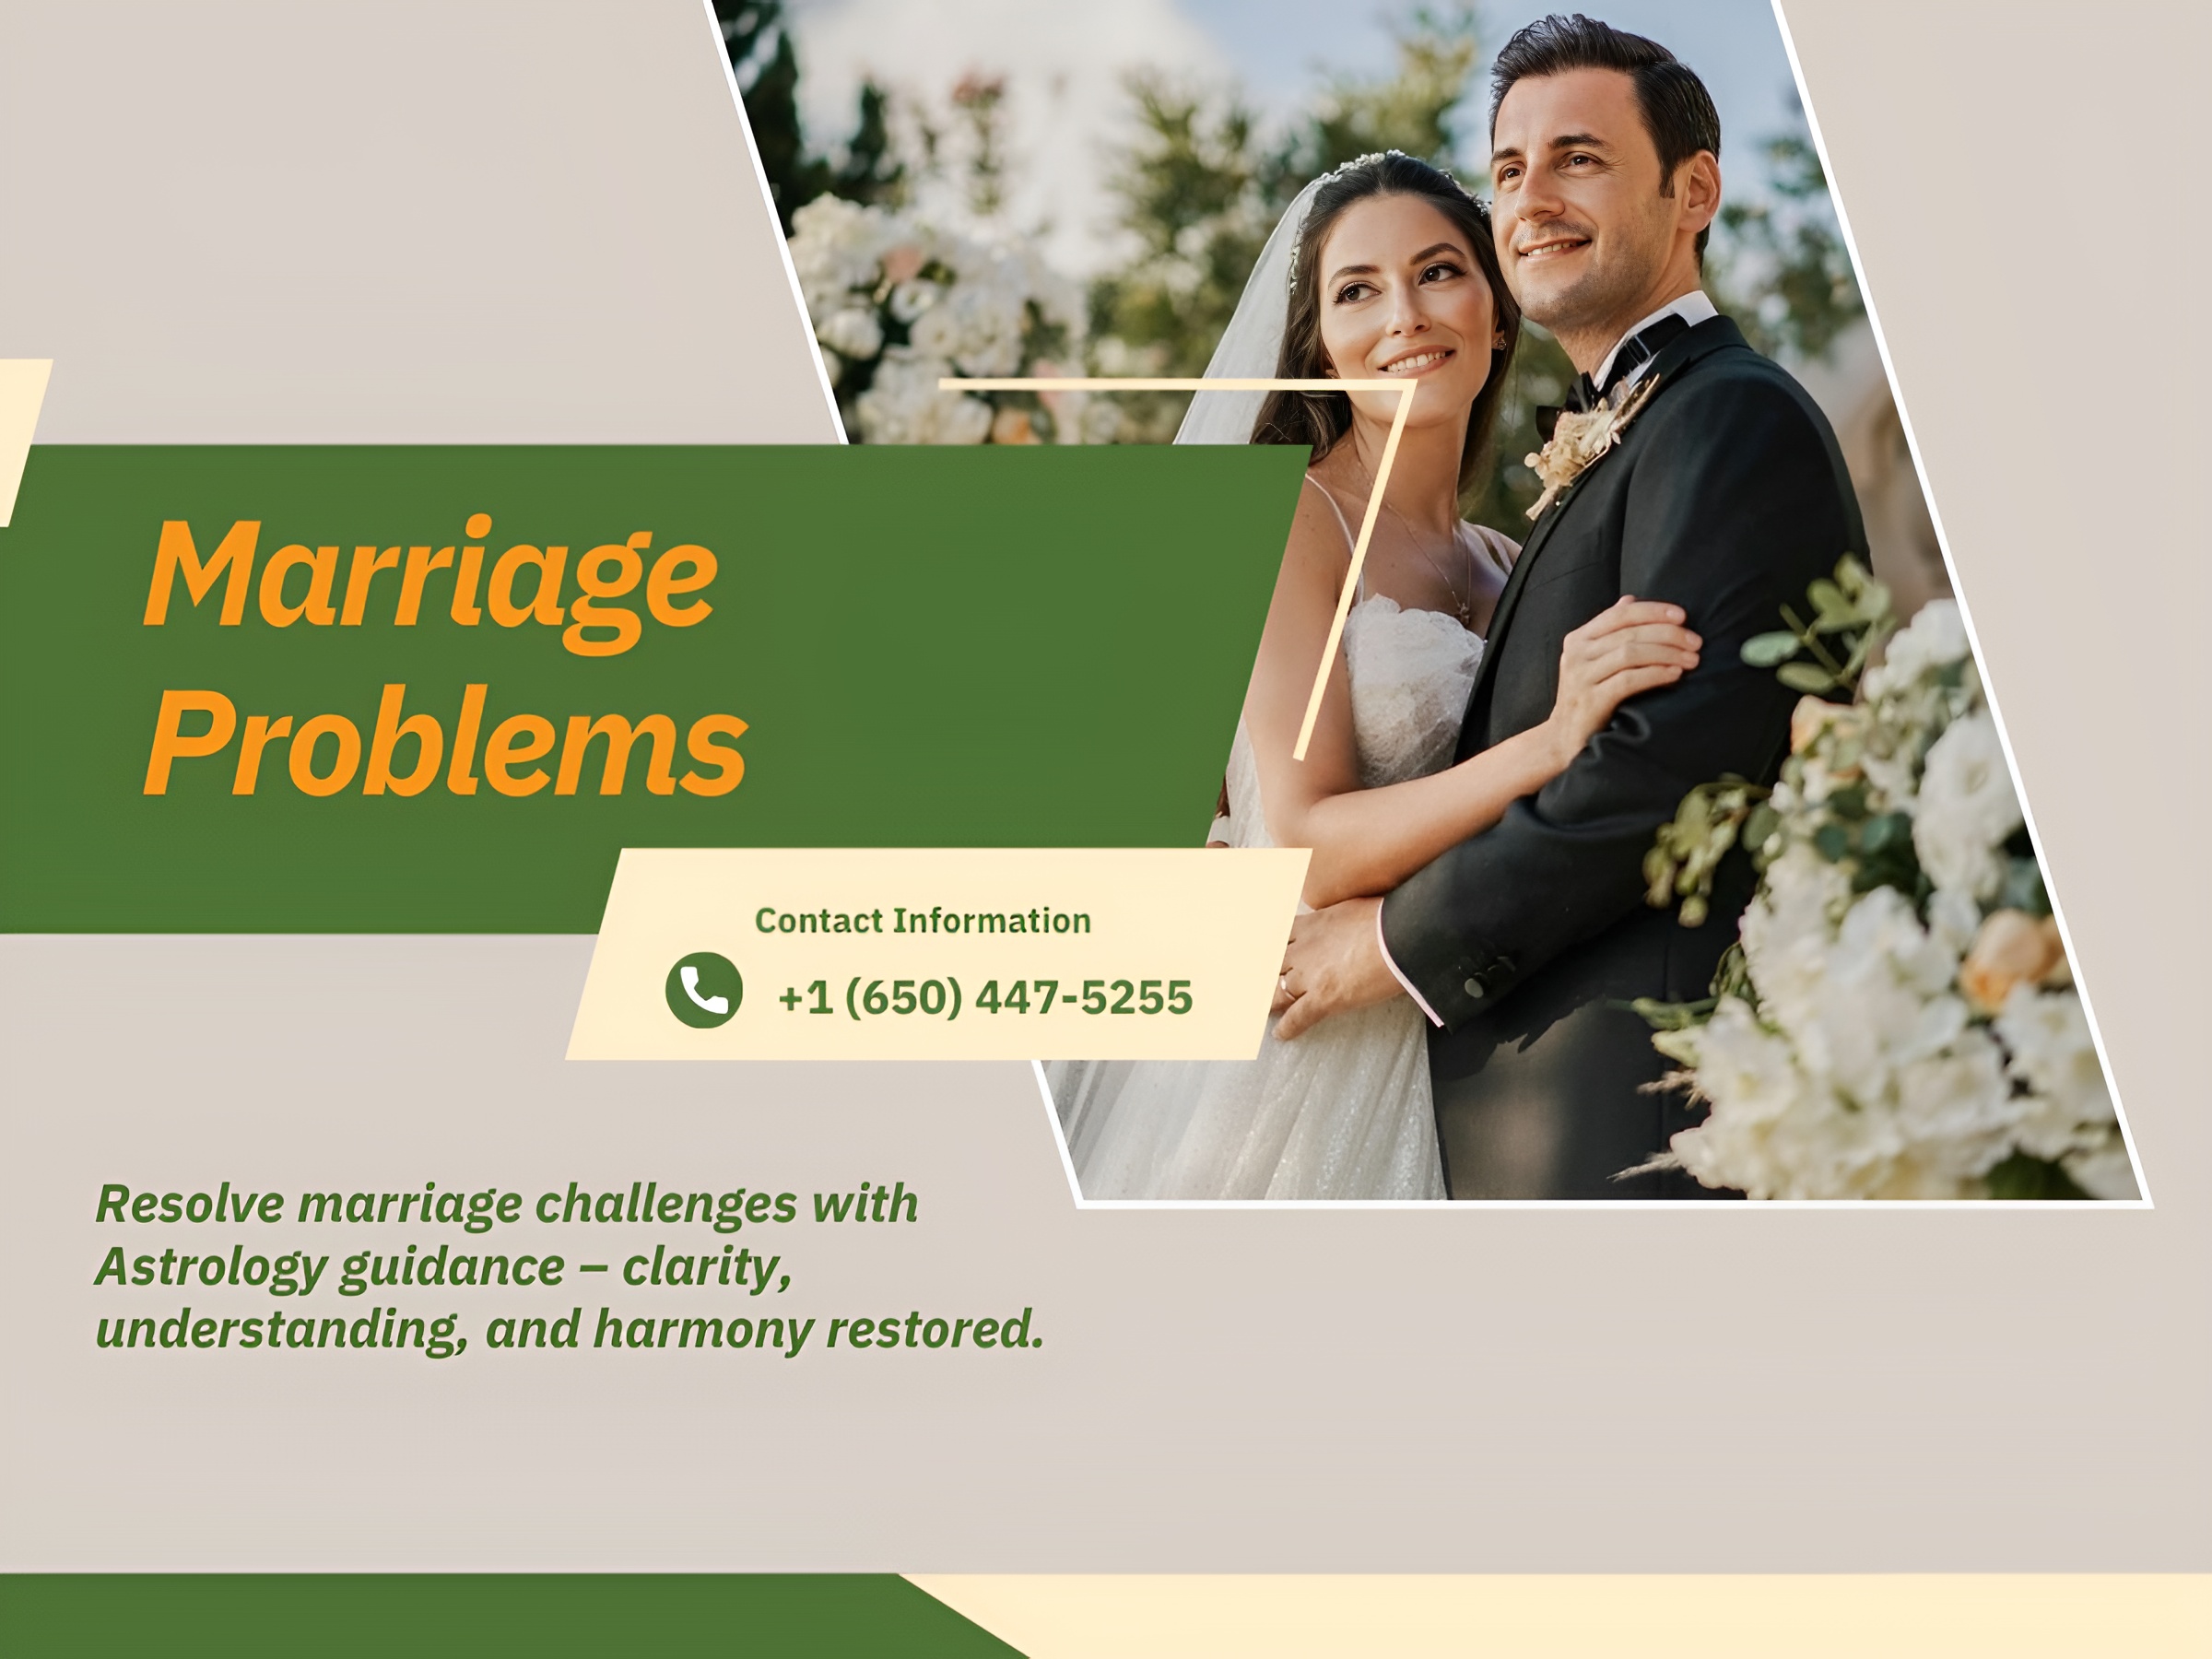 Marriage
Problems
Contact Information
+1 (650) 447-5255
Resolve marriage challenges with
Astrology guidance – clarity,
understanding, and harmony restored.